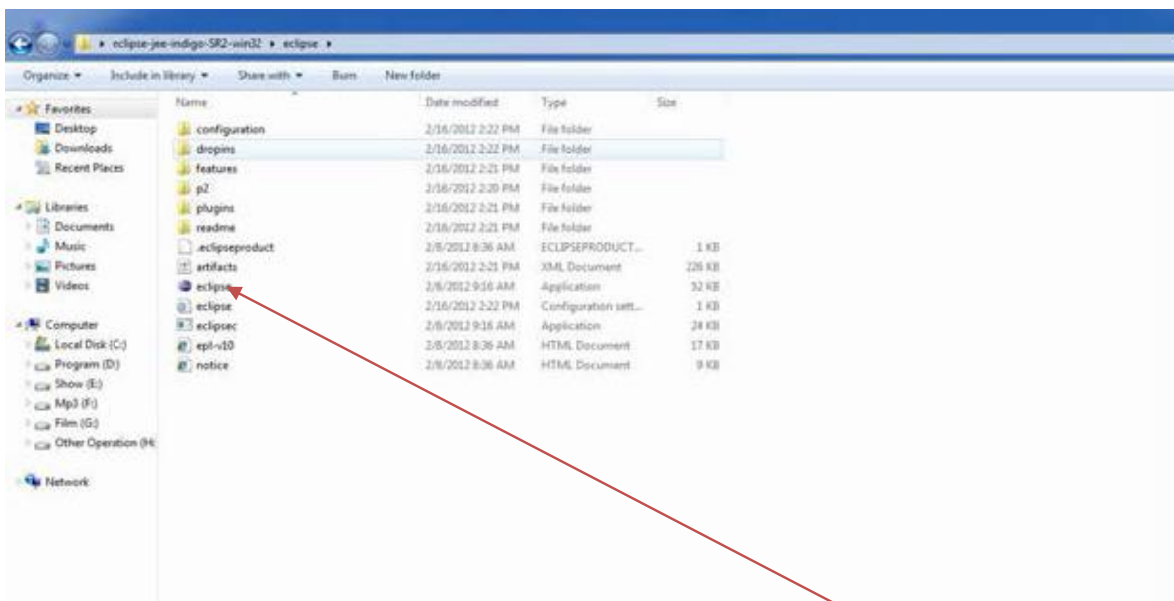 eclipse-jee-indigo-SR2-win32 ▸ eclipse ▸
Organize Include in library Share with Burn New folder
Name Date modified Type Size
Favorites
Desktop
Downloads
Recent Places
Libraries
Documents
Music
Pictures
Videos
Computer
Local Disk (C:)
Program (D:)
Show (E:)
Mp3 (F:)
Film (G:)
Other Operation (H:
Network
configuration 2/16/2012 2:22 PM File folder
dropins 2/16/2012 2:22 PM File folder
features 2/16/2012 2:21 PM File folder
p2 2/16/2012 2:20 PM File folder
plugins 2/16/2012 2:21 PM File folder
readme 2/16/2012 2:21 PM File folder
.eclipseproduct 2/8/2012 8:36 AM ECLIPSEPRODUCT... 1 KB
artifacts 2/16/2012 2:21 PM XML Document 226 KB
eclipse 2/8/2012 9:16 AM Application 52 KB
eclipse 2/16/2012 2:22 PM Configuration sett... 1 KB
eclipsec 2/8/2012 9:16 AM Application 24 KB
epl-v10 2/8/2012 8:36 AM HTML Document 17 KB
notice 2/8/2012 8:36 AM HTML Document 9 KB